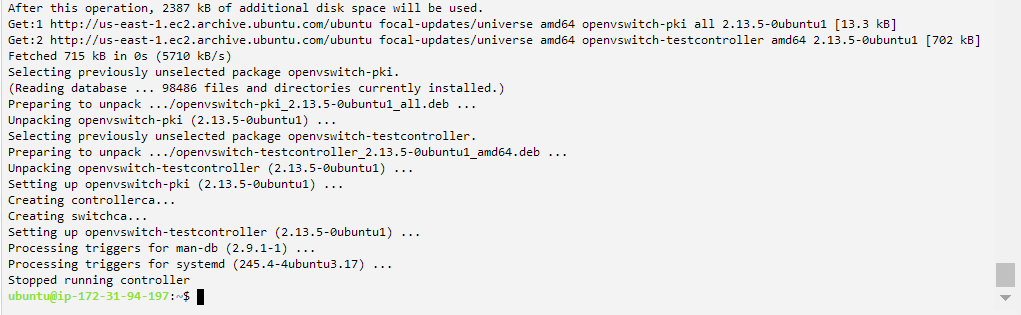 After this operation, 2387 kB of additional disk space will be used.
Get:1 http://us-east-1.ec2.archive.ubuntu.com/ubuntu focal-updates/universe amd64 openvswitch-pki all 2.13.5-0ubuntu1 [13.3 kB]
Get:2 http://us-east-1.ec2.archive.ubuntu.com/ubuntu focal-updates/universe amd64 openvswitch-testcontroller amd64 2.13.5-0ubuntu1 [702 kB]
Fetched 715 kB in 0s (5710 kB/s)
Selecting previously unselected package openvswitch-pki.
(Reading database ... 98486 files and directories currently installed.)
Preparing to unpack .../openvswitch-pki_2.13.5-0ubuntu1_all.deb ...
Unpacking openvswitch-pki (2.13.5-0ubuntu1) ...
Selecting previously unselected package openvswitch-testcontroller.
Preparing to unpack .../openvswitch-testcontroller_2.13.5-0ubuntu1_amd64.deb ...
Unpacking openvswitch-testcontroller (2.13.5-0ubuntu1) ...
Setting up openvswitch-pki (2.13.5-0ubuntu1) ...
Creating controllerca...
Creating switchca...
Setting up openvswitch-testcontroller (2.13.5-0ubuntu1) ...
Processing triggers for man-db (2.9.1-1) ...
Processing triggers for systemd (245.4-4ubuntu3.17) ...
Stopped running controller
ubuntu@ip-172-31-94-197:~$